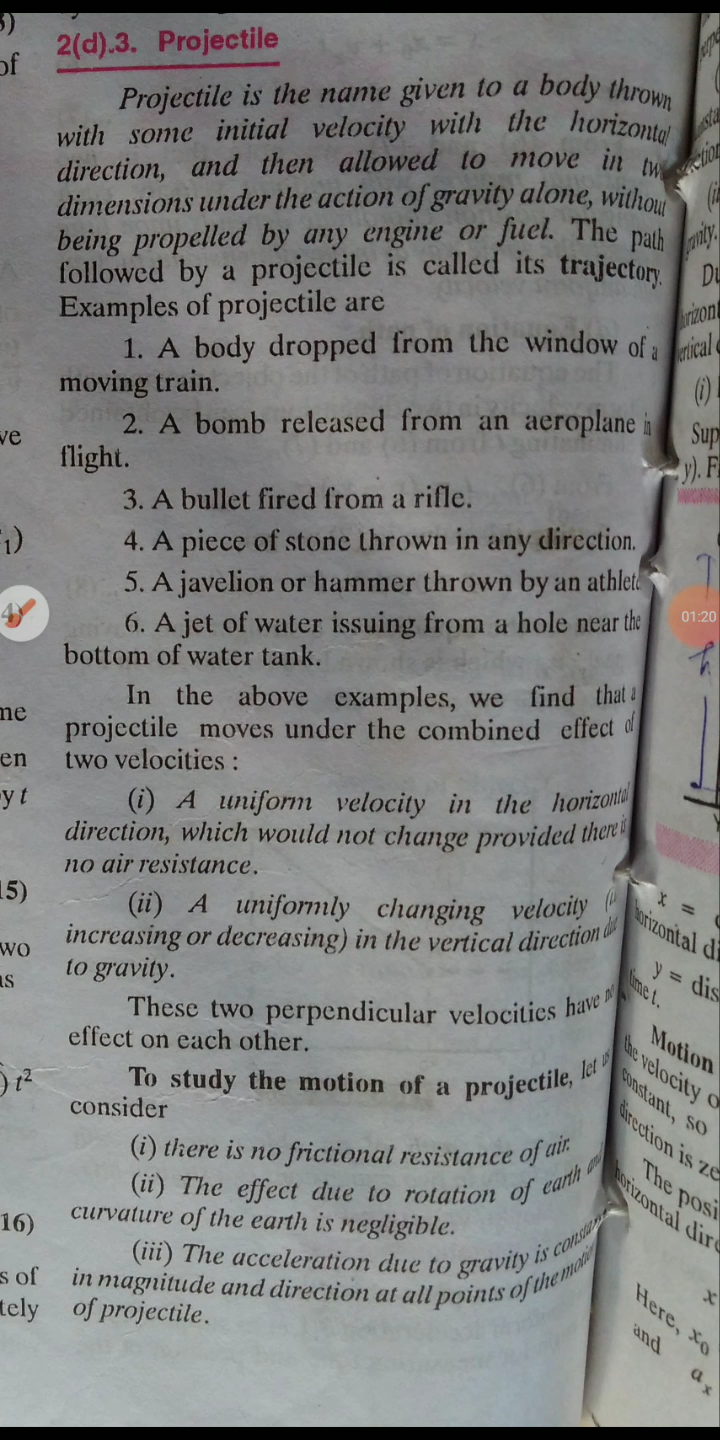 2(d).3. Projectile
Projectile is the name given to a body thrown
with some initial velocity with the horizontal
direction, and then allowed to move in two
dimensions under the action of gravity alone, without
being propelled by any engine or fuel. The path
followed by a projectile is called its trajectory.
Examples of projectile are
1. A body dropped from the window of a
moving train.
2. A bomb released from an aeroplane in
flight.
3. A bullet fired from a rifle.
4. A piece of stone thrown in any direction.
5. A javelion or hammer thrown by an athlete
6. A jet of water issuing from a hole near the
bottom of water tank.
In the above examples, we find that a
projectile moves under the combined effect of
two velocities :
(i) A uniform velocity in the horizontal
direction, which would not change provided there is
no air resistance.
(ii) A uniformly changing velocity
increasing or decreasing) in the vertical direction due
to gravity.
These two perpendicular velocities have no
effect on each other.
To study the motion of a projectile, let us
consider
(i) there is no frictional resistance of air.
(ii) The effect due to rotation of earth and
curvature of the earth is negligible.
(iii) The acceleration due to gravity is constant
in magnitude and direction at all points of the motion
of projectile.
of
15)
16)
s of
t²
01:20
(i)
Sup
y). F
h
x =
horizontal di
y = dis
time t.
Motion
the velocity o
constant, so
direction is ze
The posi
horizontal dire
x
Here, x₀
and aₓ